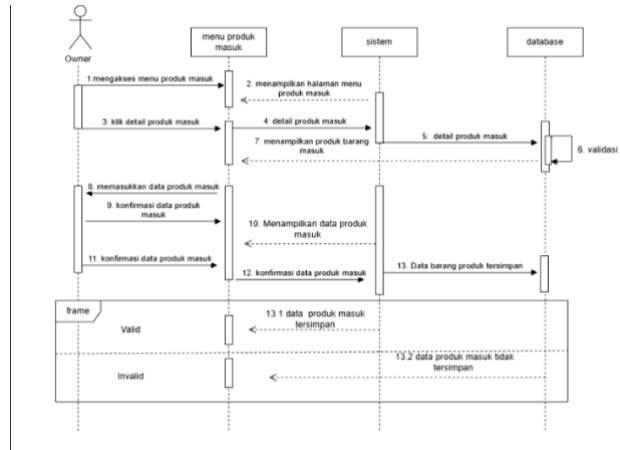 menu produk
masuk
sistem
database
Owner
1:mengakses menu produk masuk
2. menampilkan halaman menu
produk masuk
3: klik detail produk masuk
4: detail produk masuk
5: detail produk masuk
7: menampilkan produk barang
masuk
6. validasi
8: memasukkan data produk masuk
9. konfirmasi data produk
masuk
10. Menampilkan data produk
masuk
11. konfirmasi data produk masuk
12. konfirmasi data produk masuk
13. Data barang produk tersimpan
frame
13.1 data produk masuk
tersimpan
Valid
13.2 data produk masuk tidak
tersimpan
Invalid